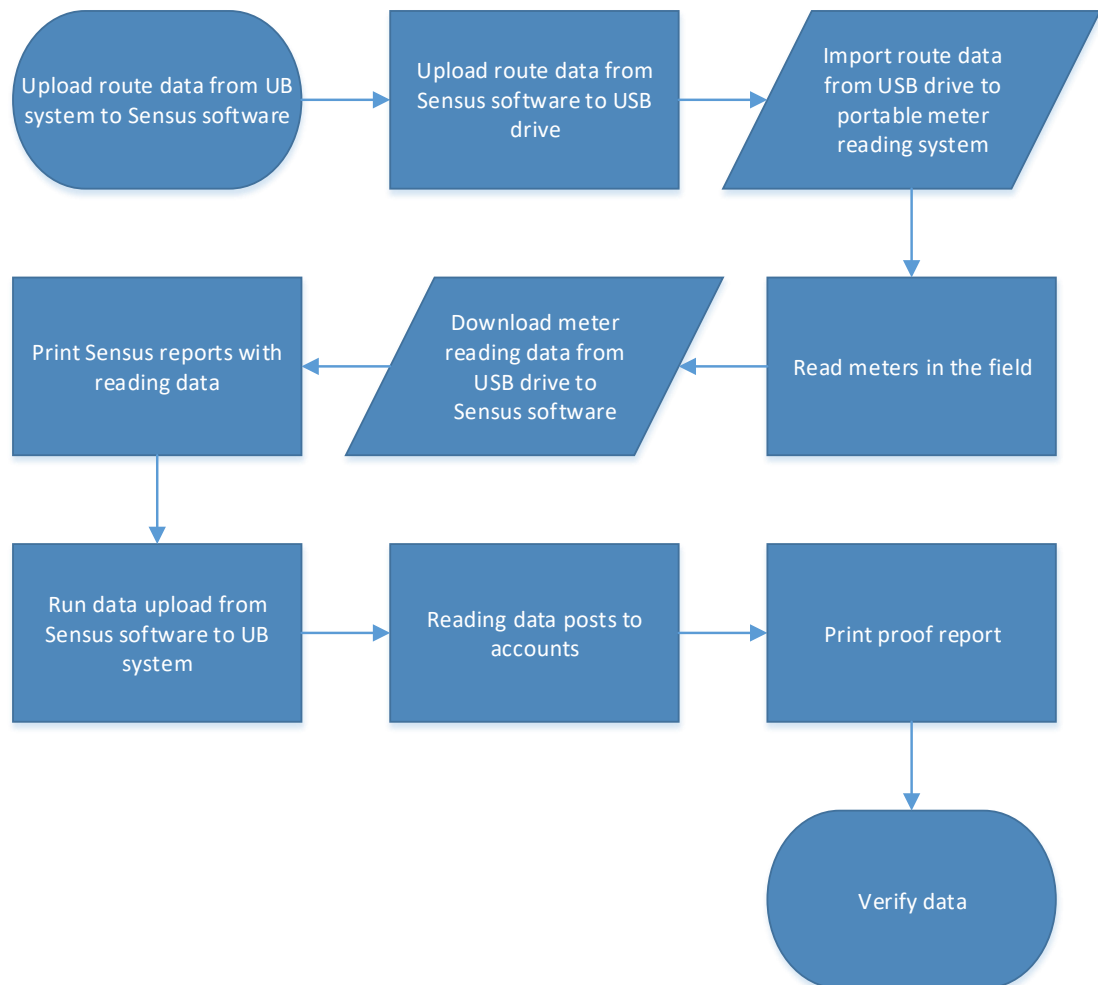 Upload route data from UB
system to Sensus software
Upload route data from
Sensus software to USB
drive
Import route data
from USB drive to
portable meter
reading system
Read meters in the field
Download meter
reading data from
USB drive to
Sensus software
Print Sensus reports with
reading data
Run data upload from
Sensus software to UB
system
Reading data posts to
accounts
Print proof report
Verify data